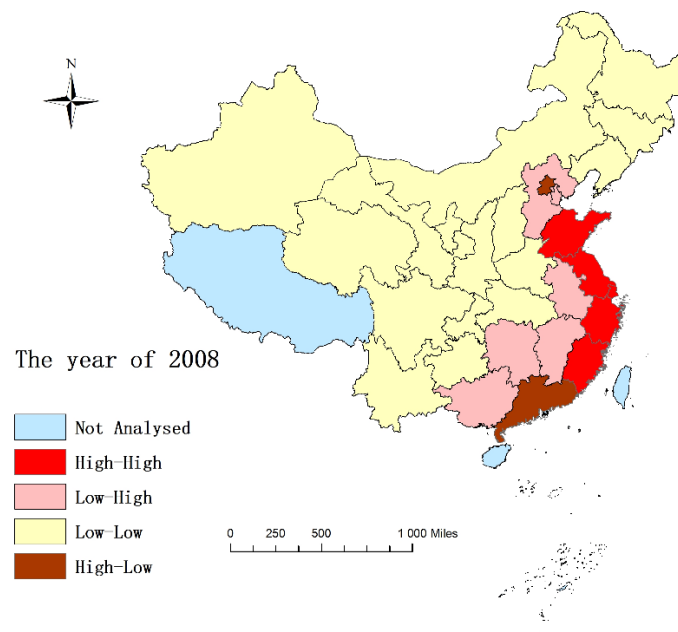 N
The year of 2008
Not Analysed
High-High
Low-High
Low-Low
High-Low
0 250 500 1 000 Miles